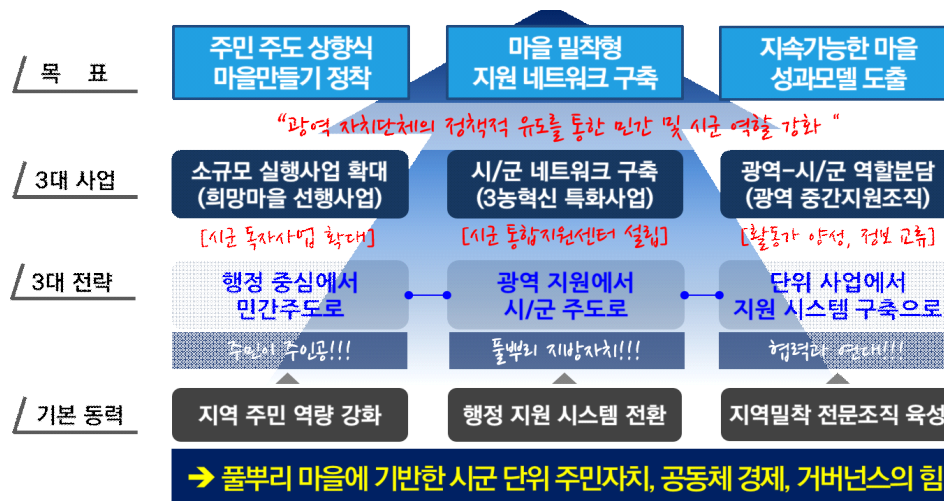 목 표
주민 주도 상향식
마을만들기 정착
마을 밀착형
지원 네트워크 구축
지속가능한 마을
성과모델 도출
"광역 자치단체의 정책적 유도를 통한 민간 및 시군 역할 강화 "
3대 사업
소규모 실행사업 확대
(희망마을 선행사업)
시/군 네트워크 구축
(3농혁신 특화사업)
광역-시/군 역할분담
(광역 중간지원조직)
[시군 독자사업 확대]
[시군 통합지원센터 설립]
[활동가 양성, 정보 교류]
3대 전략
행정 중심에서
민간주도로
광역 지원에서
시/군 주도로
단위 사업에서
지원 시스템 구축으로
주민이 주인공!!!
풀뿌리 지방자치!!!
협력과 연대!!!
기본 동력
지역 주민 역량 강화
행정 지원 시스템 전환
지역밀착 전문조직 육성
➔ 풀뿌리 마을에 기반한 시군 단위 주민자치, 공동체 경제, 거버넌스의 힘